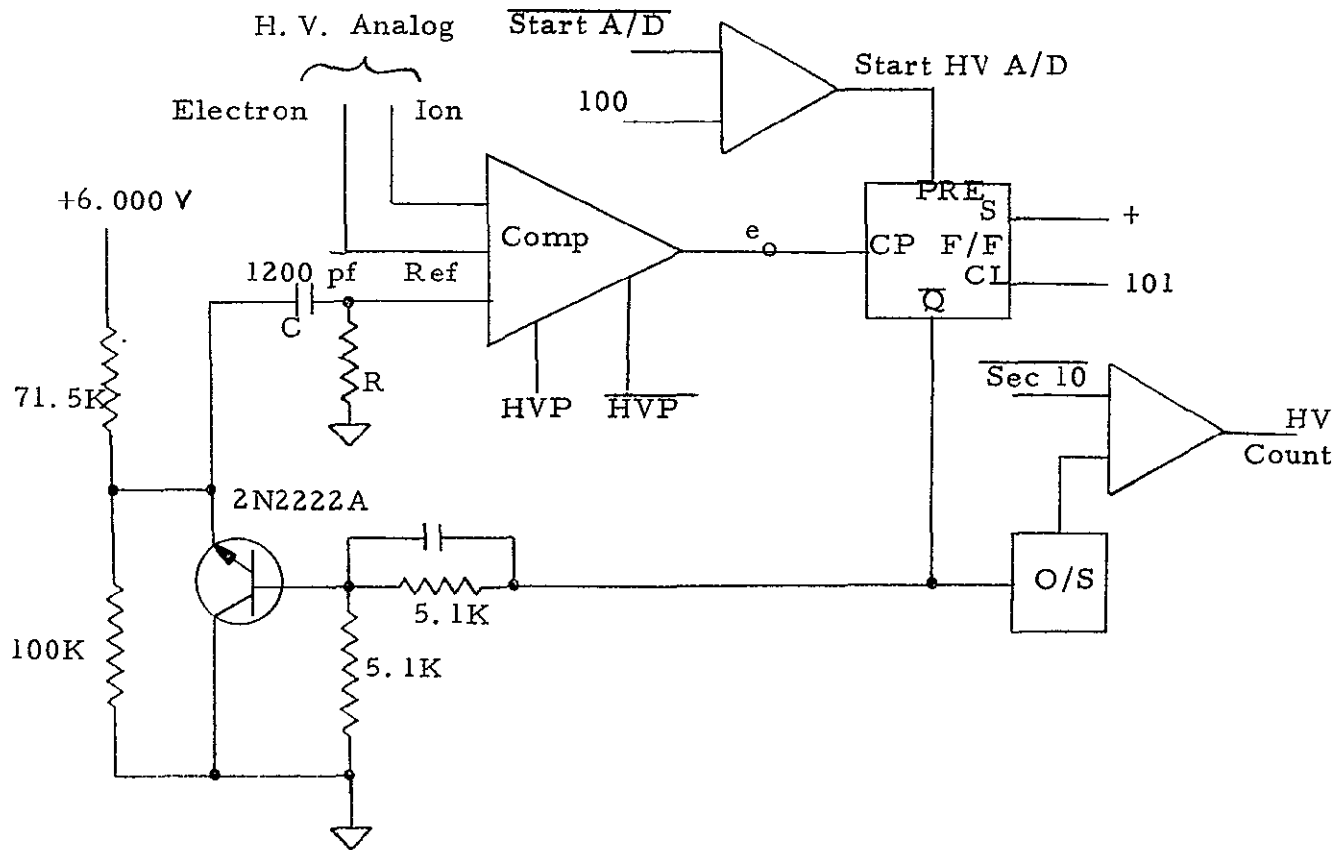 H. V. Analog
Start A/D
Electron
Ion
100
Start HV A/D
+6.000 V
PRE
S
+
Comp
e o
CP
F/F
1200 pf
Ref
CL
101
C
Q
71.5K
R
HVP
HVP
Sec 10
HV
Count
2N2222A
O/S
5.1K
100K
5.1K